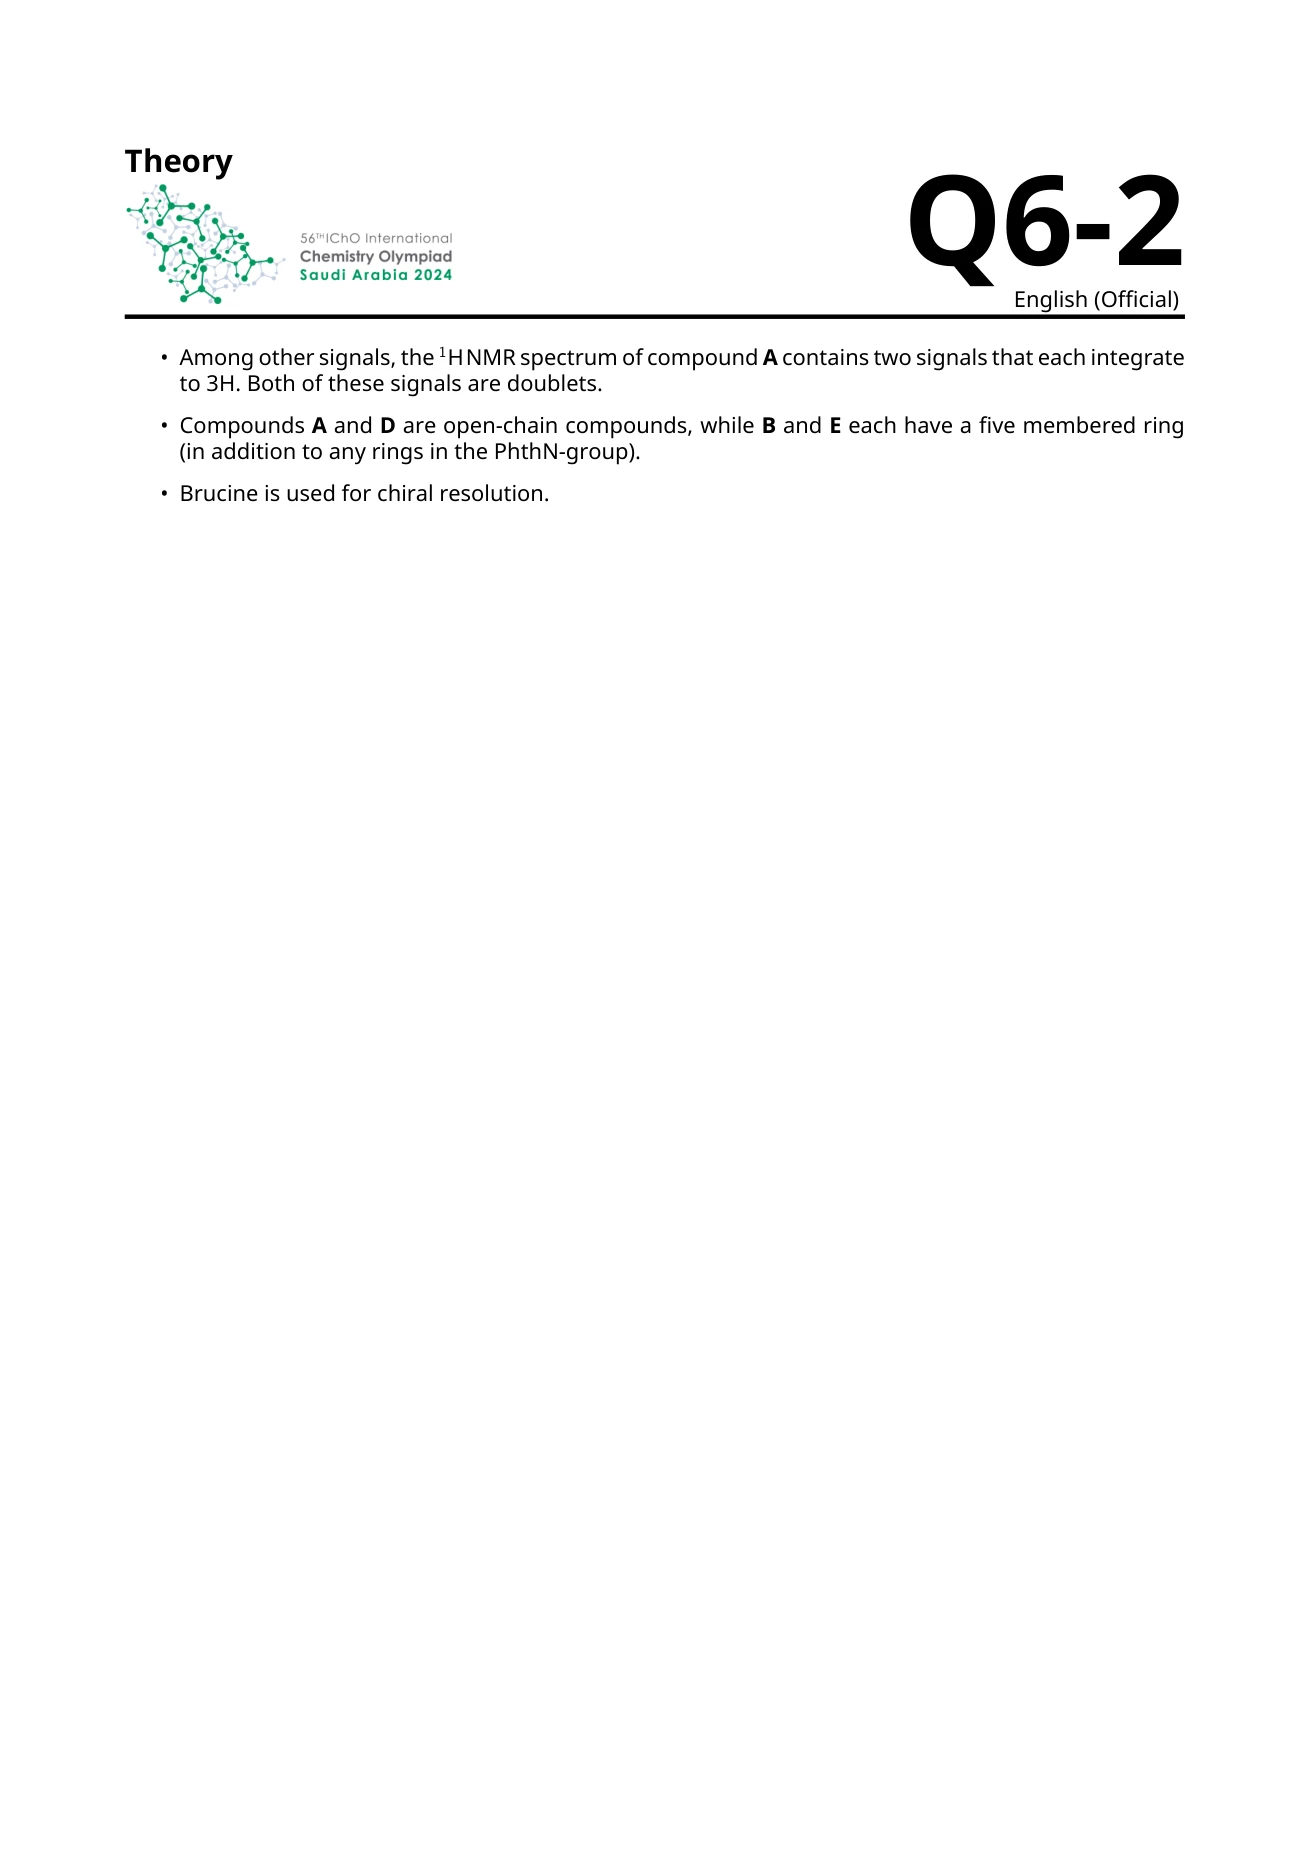 Theory
56THIChO International
Chemistry Olympiad
Saudi Arabia 2024
Q6-2
English (Official)
• Among other signals, the 1H NMR spectrum of compound A contains two signals that each integrate
to 3H. Both of these signals are doublets.
• Compounds A and D are open-chain compounds, while B and E each have a five membered ring
(in addition to any rings in the PhthN-group).
• Brucine is used for chiral resolution.